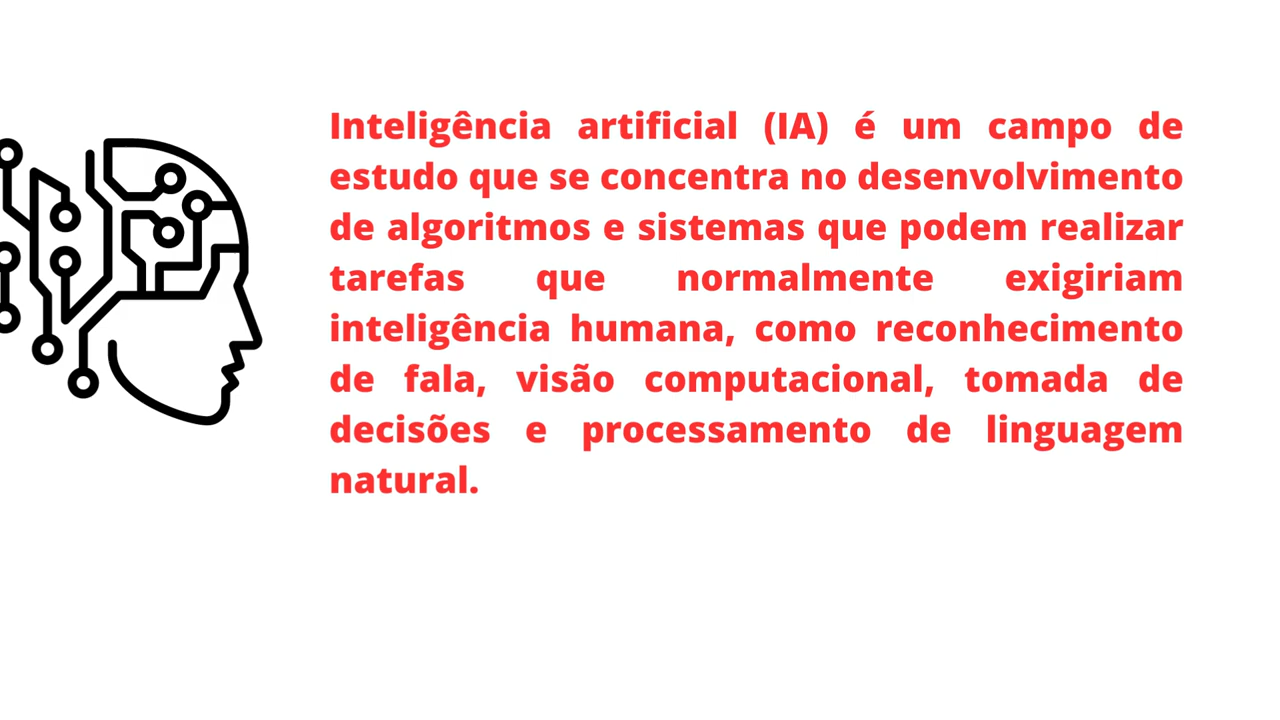 Inteligência artificial (IA) é um campo de
estudo que se concentra no desenvolvimento
de algoritmos e sistemas que podem realizar
tarefas que normalmente exigiriam
inteligência humana, como reconhecimento
de fala, visão computacional, tomada de
decisões e processamento de linguagem
natural.